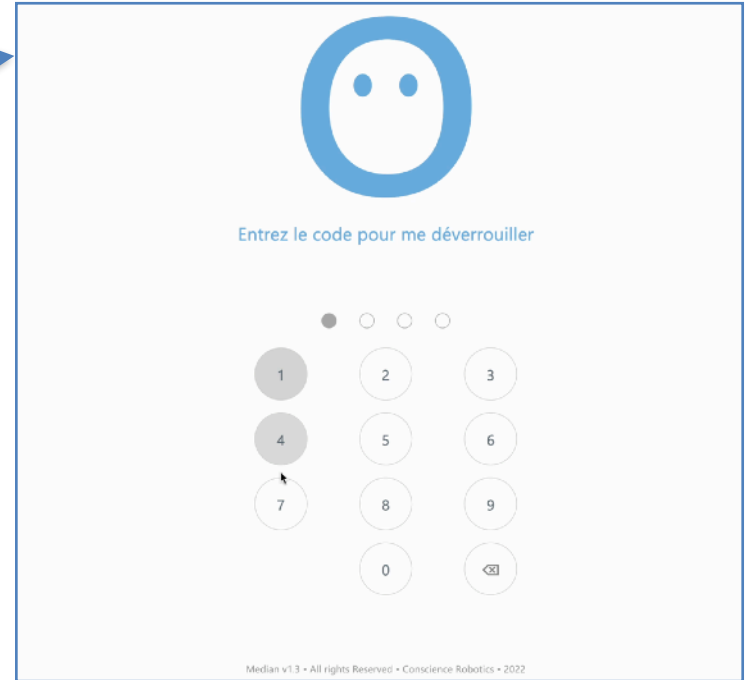 Entrez le code pour me déverrouiller
1 2 3
4 5 6
7 8 9
0
Median v1.3 • All rights Reserved • Conscience Robotics • 2022